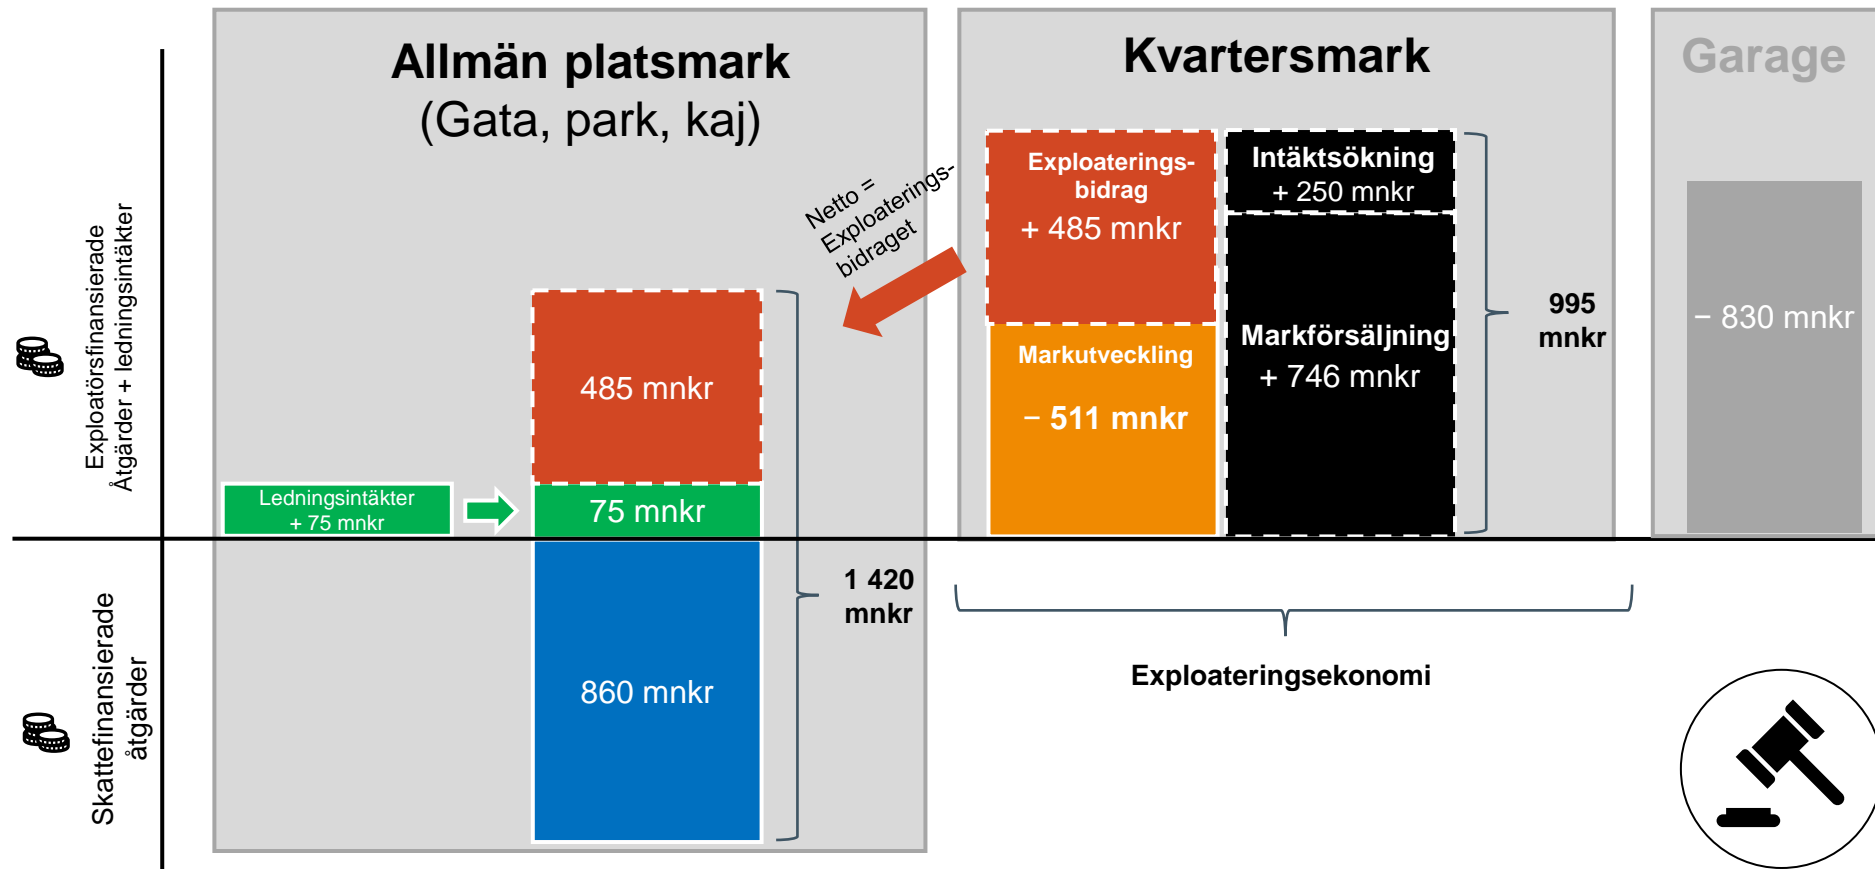 Allmän platsmark
(Gata, park, kaj)
Kvartersmark
Garage
Exploatörsfinansierade
Åtgärder + ledningsintäkter
Skattefinansierade
åtgärder
Ledningsintäkter
+ 75 mnkr
485 mnkr
75 mnkr
860 mnkr
1 420
mnkr
Netto =
Exploaterings-
bidraget
Exploaterings-
bidrag
+ 485 mnkr
Markutveckling
− 511 mnkr
Intäktsökning
+ 250 mnkr
Markförsäljning
+ 746 mnkr
995
mnkr
− 830 mnkr
Exploateringsekonomi